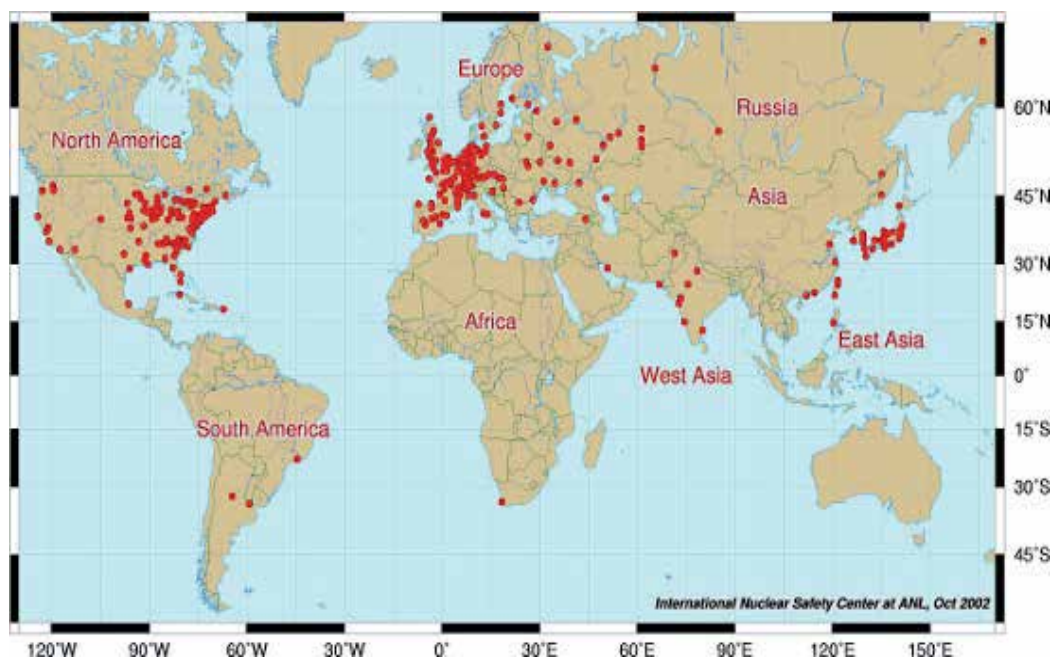 Europe
Russia
60°N
North America
45°N
Asia
30°N
Africa
15°N
East Asia
West Asia
0°
South America
15°S
30°S
45°S
International Nuclear Safety Center at ANL, Oct 2002
120°W 90°W 60°W 30°W 0° 30°E 60°E 90°E 120°E 150°E